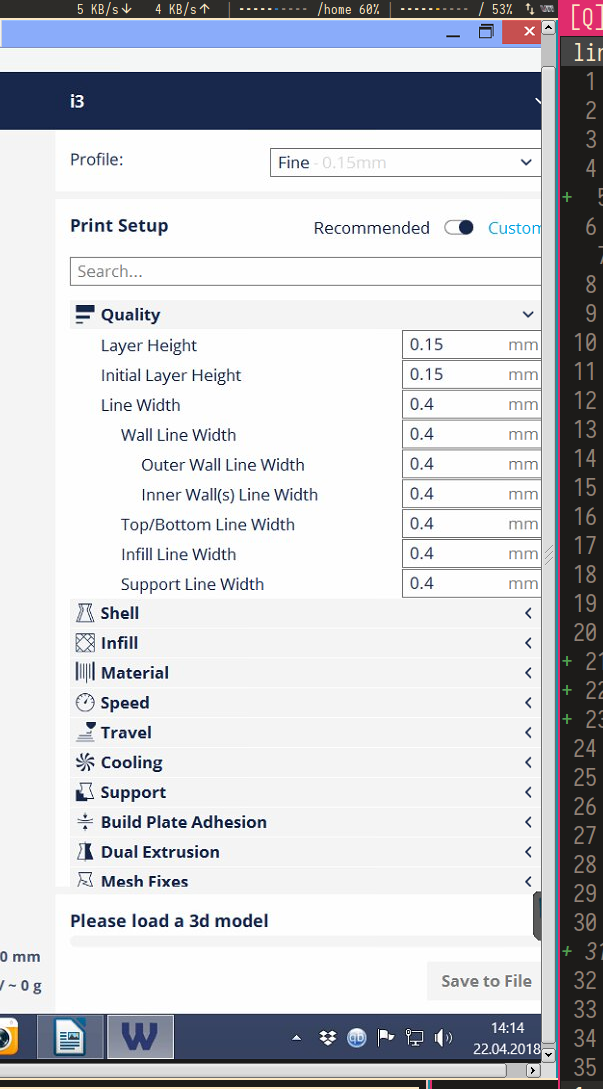 5 KB/s↓ 4 KB/s↑ | ---------- /home 60% | ---------- / 53%
[Q]
i3
Profile: Fine - 0.15mm
Print Setup Recommended Custom
Search...
Quality
Layer Height 0.15 mm
Initial Layer Height 0.15 mm
Line Width 0.4 mm
Wall Line Width 0.4 mm
Outer Wall Line Width 0.4 mm
Inner Wall(s) Line Width 0.4 mm
Top/Bottom Line Width 0.4 mm
Infill Line Width 0.4 mm
Support Line Width 0.4 mm
Shell
Infill
Material
Speed
Travel
Cooling
Support
Build Plate Adhesion
Dual Extrusion
Mesh Fixes
Please load a 3d model
0 mm
/ ~ 0 g
Save to File
W
14:14
22.04.2018
lin
1
2
3
4
+ 5
6
7
8
9
10
11
12
13
14
15
16
17
18
19
20
+ 21
+ 22
+ 23
24
25
26
27
28
29
30
+ 31
32
33
34
35